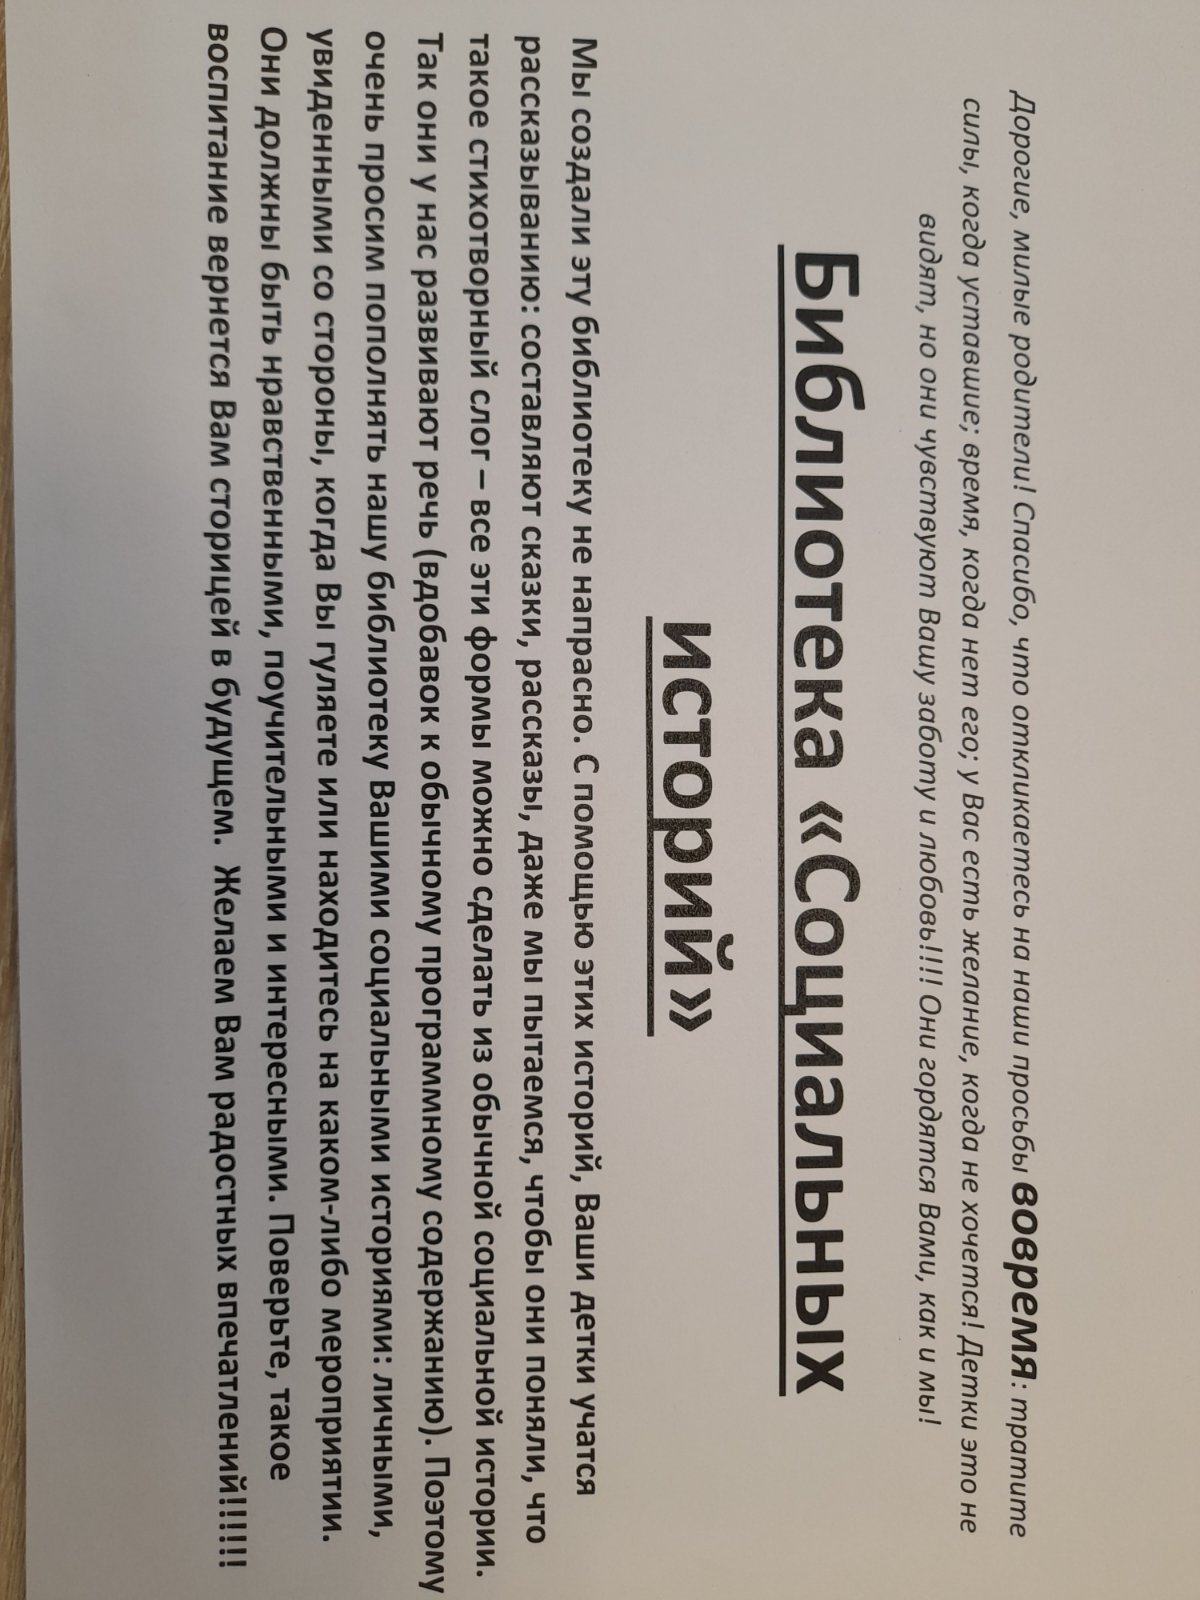 Дорогие, милые родители! Спасибо, что откликаетесь на наши просьбы вовремя: тратите
силы, когда уставшие; время, когда нет его; у Вас есть желание, когда не хочется! Детки это не
видят, но они чувствуют Вашу заботу и любовь!!!! Они гордятся Вами, как и мы!
Библиотека «Социальных
историй»
Мы создали эту библиотеку не напрасно. С помощью этих историй, Ваши детки учатся
рассказыванию: составляют сказки, рассказы, даже мы пытаемся, чтобы они поняли, что
такое стихотворный слог – все эти формы можно сделать из обычной социальной истории.
Так они у нас развивают речь (вдобавок к обычному программному содержанию). Поэтому
очень просим пополнять нашу библиотеку Вашими социальными историями: личными,
увиденными со стороны, когда Вы гуляете или находитесь на каком-либо мероприятии.
Они должны быть нравственными, поучительными и интересными. Поверьте, такое
воспитание вернется Вам сторицей в будущем. Желаем Вам радостных впечатлений!!!!!!